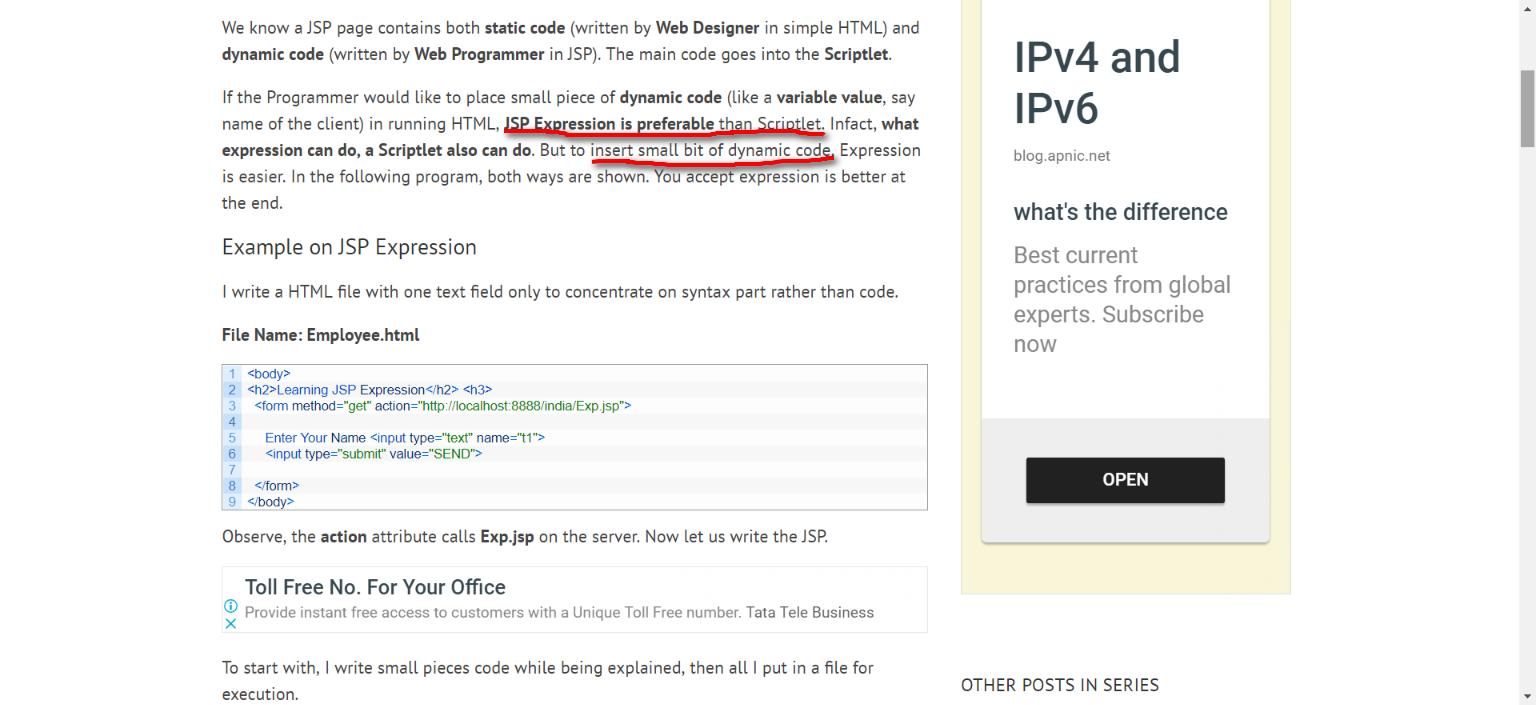 We know a JSP page contains both static code (written by Web Designer in simple HTML) and
dynamic code (written by Web Programmer in JSP). The main code goes into the Scriptlet.
If the Programmer would like to place small piece of dynamic code (like a variable value, say
name of the client) in running HTML, JSP Expression is preferable than Scriptlet. Infact, what
expression can do, a Scriptlet also can do. But to insert small bit of dynamic code, Expression
is easier. In the following program, both ways are shown. You accept expression is better at
the end.
Example on JSP Expression
I write a HTML file with one text field only to concentrate on syntax part rather than code.
File Name: Employee.html
1 <body>
2 <h2>Learning JSP Expression</h2> <h3>
3 <form method="get" action="http://localhost:8888/india/Exp.jsp">
4
5 Enter Your Name <input type="text" name="t1">
6 <input type="submit" value="SEND">
7
8 </form>
9 </body>
Observe, the action attribute calls Exp.jsp on the server. Now let us write the JSP.
Toll Free No. For Your Office
Provide instant free access to customers with a Unique Toll Free number. Tata Tele Business
To start with, I write small pieces code while being explained, then all I put in a file for
execution.
IPv4 and
IPv6
blog.apnic.net
what's the difference
Best current
practices from global
experts. Subscribe
now
OPEN
OTHER POSTS IN SERIES